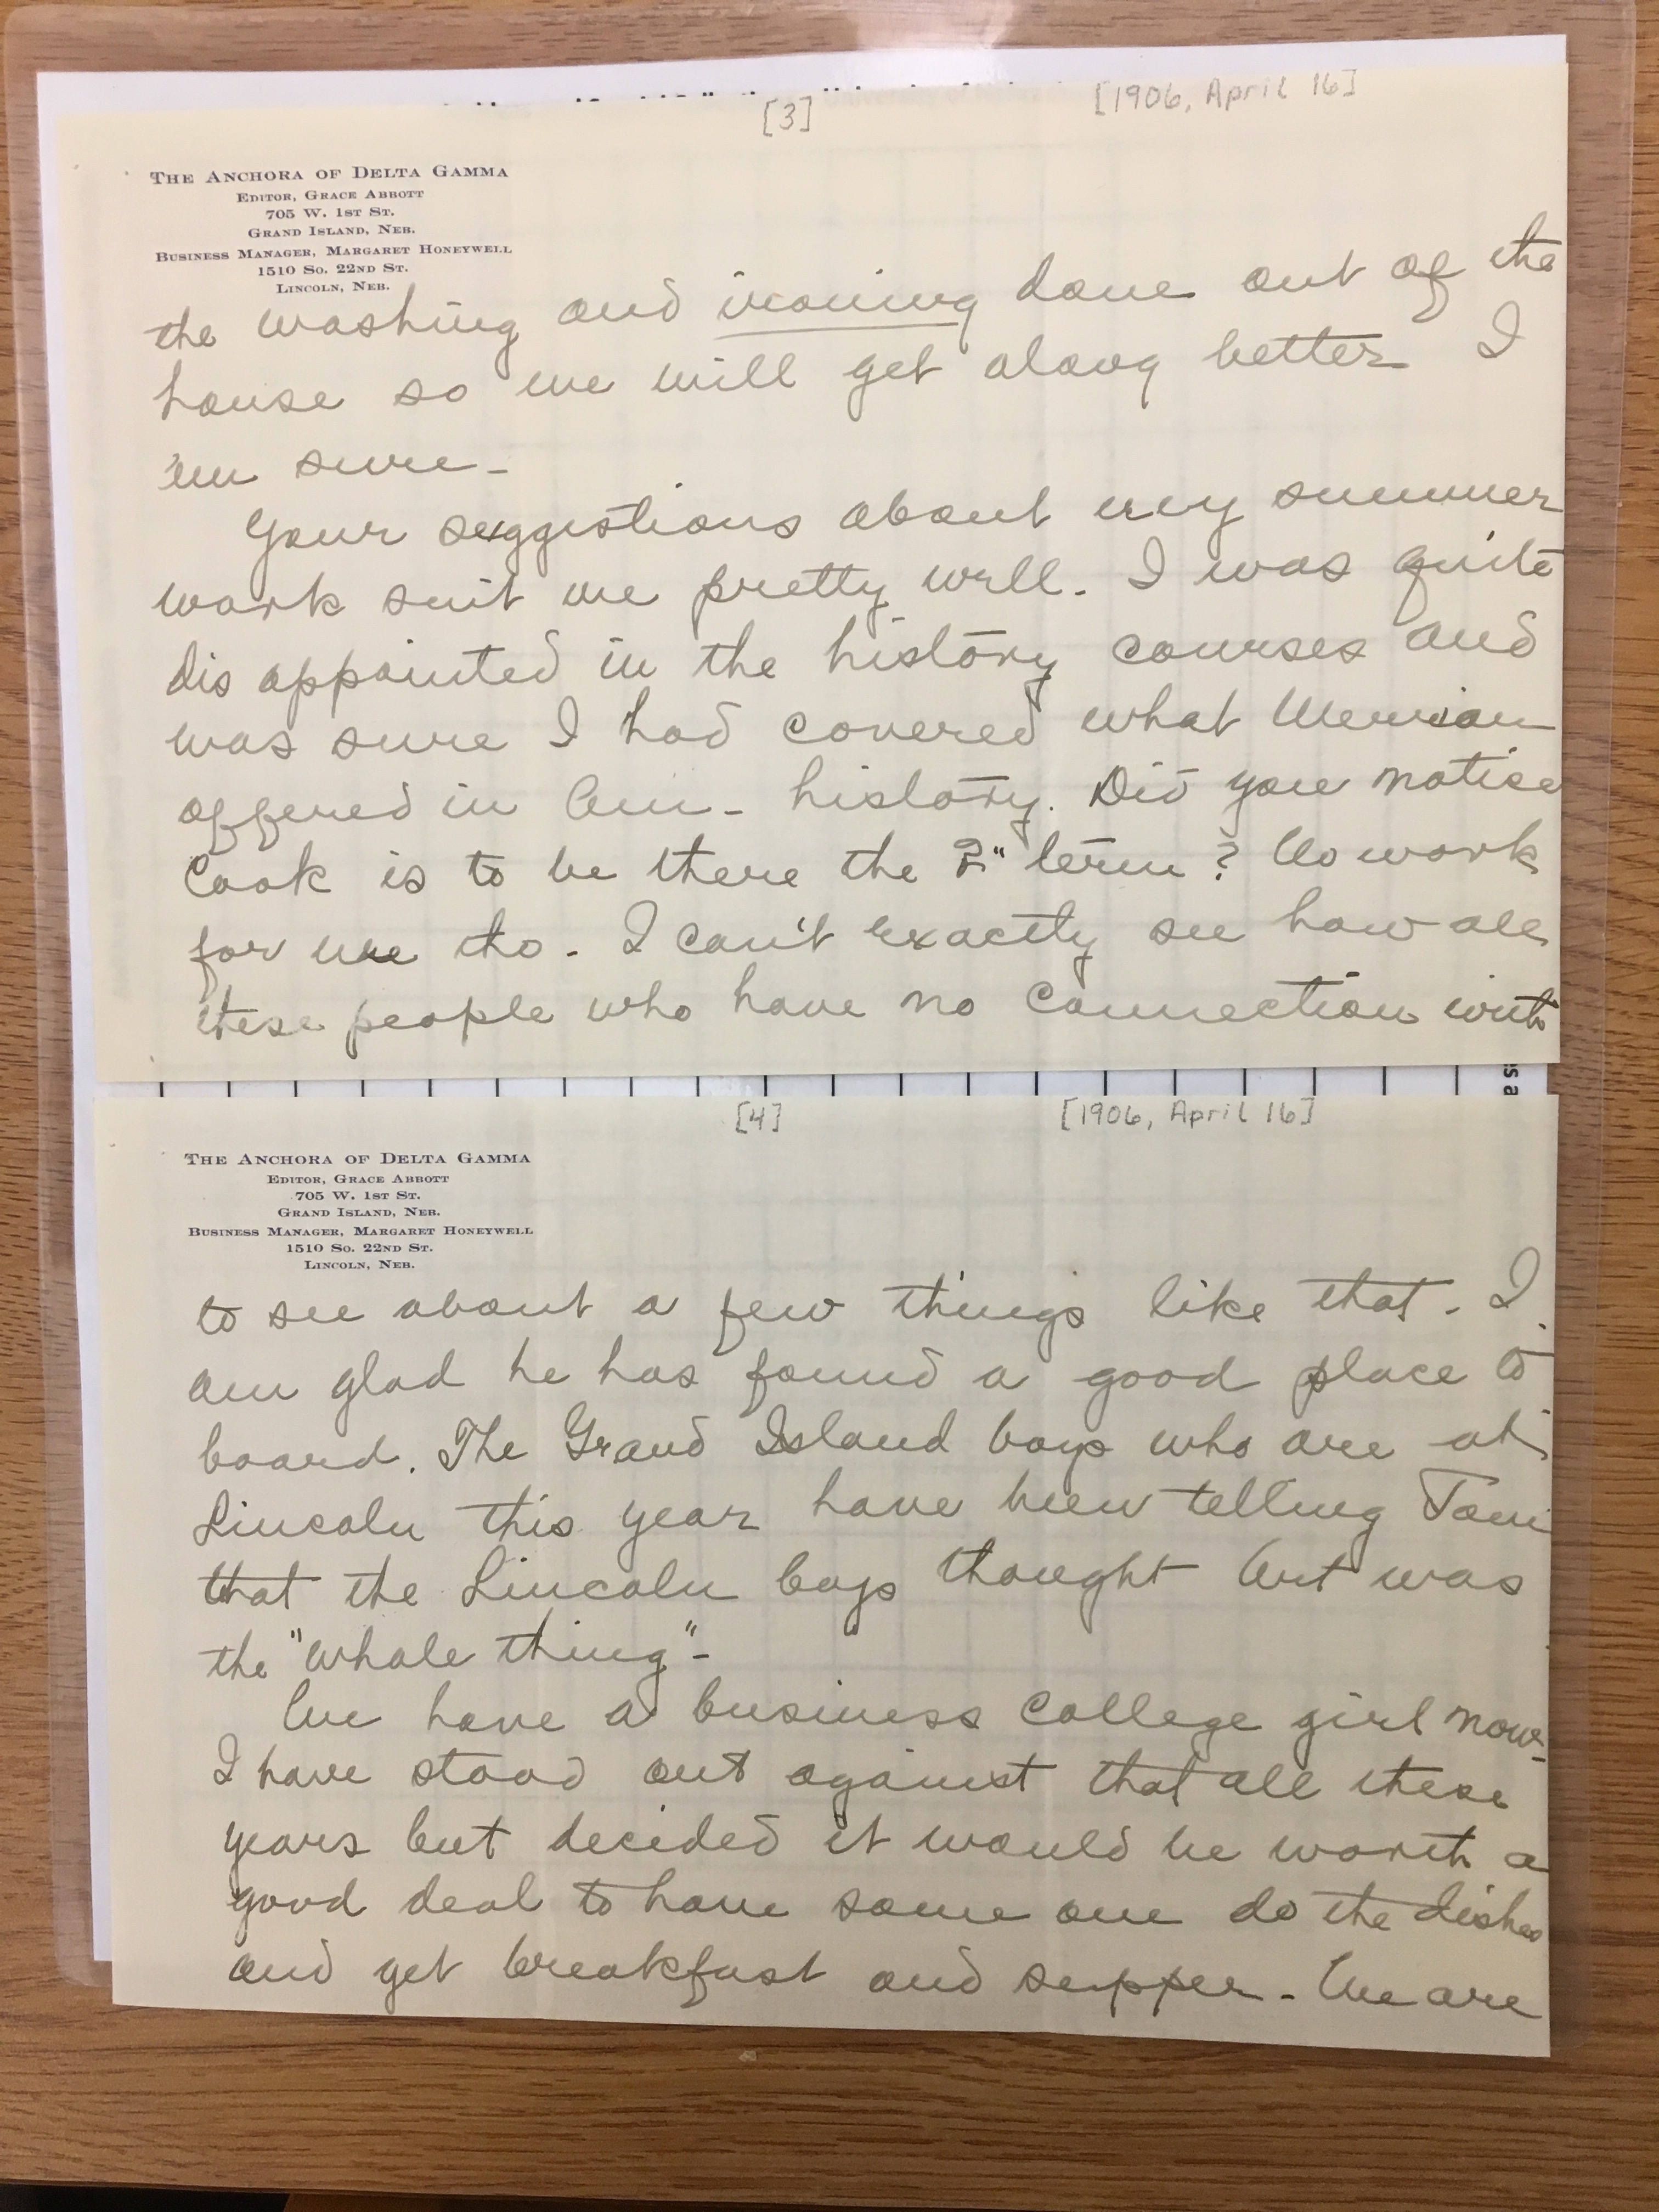 [3]
[1906, April 16]
THE ANCHORA OF DELTA GAMMA
EDITOR, GRACE ABBOTT
705 W. 1ST ST.
GRAND ISLAND, NEB.
BUSINESS MANAGER, MARGARET HONEYWELL
1510 SO. 22ND ST.
LINCOLN, NEB.
the washing and ironing done out of the
house so we will get along better I
'm sure -
Your suggestions about my summer
work suit me pretty well. I was quite
dis appointed in the history courses and
was sure I had covered what
offered in Am - history. Did you notise
Cook is to be there the 2" term? No work
for me tho - I can't exactly see how all
these people who have no connection with
s a
[4]
[1906, April 16]
THE ANCHORA OF DELTA GAMMA
EDITOR, GRACE ABBOTT
705 W. 1ST ST.
GRAND ISLAND, NEB.
BUSINESS MANAGER, MARGARET HONEYWELL
1510 SO. 22ND ST.
LINCOLN, NEB.
to see about a few things like that - I
am glad he has found a good place to
board. The Grand Island boys who are at
Lincoln this year have been telling Tom
that the Lincoln boys thought Art was
the "whole thing" -
We have a business college girl now -
I have stood out against that all these
years but decided it would be worth a
good deal to have some one do the dishes
and get breakfast and supper - We are